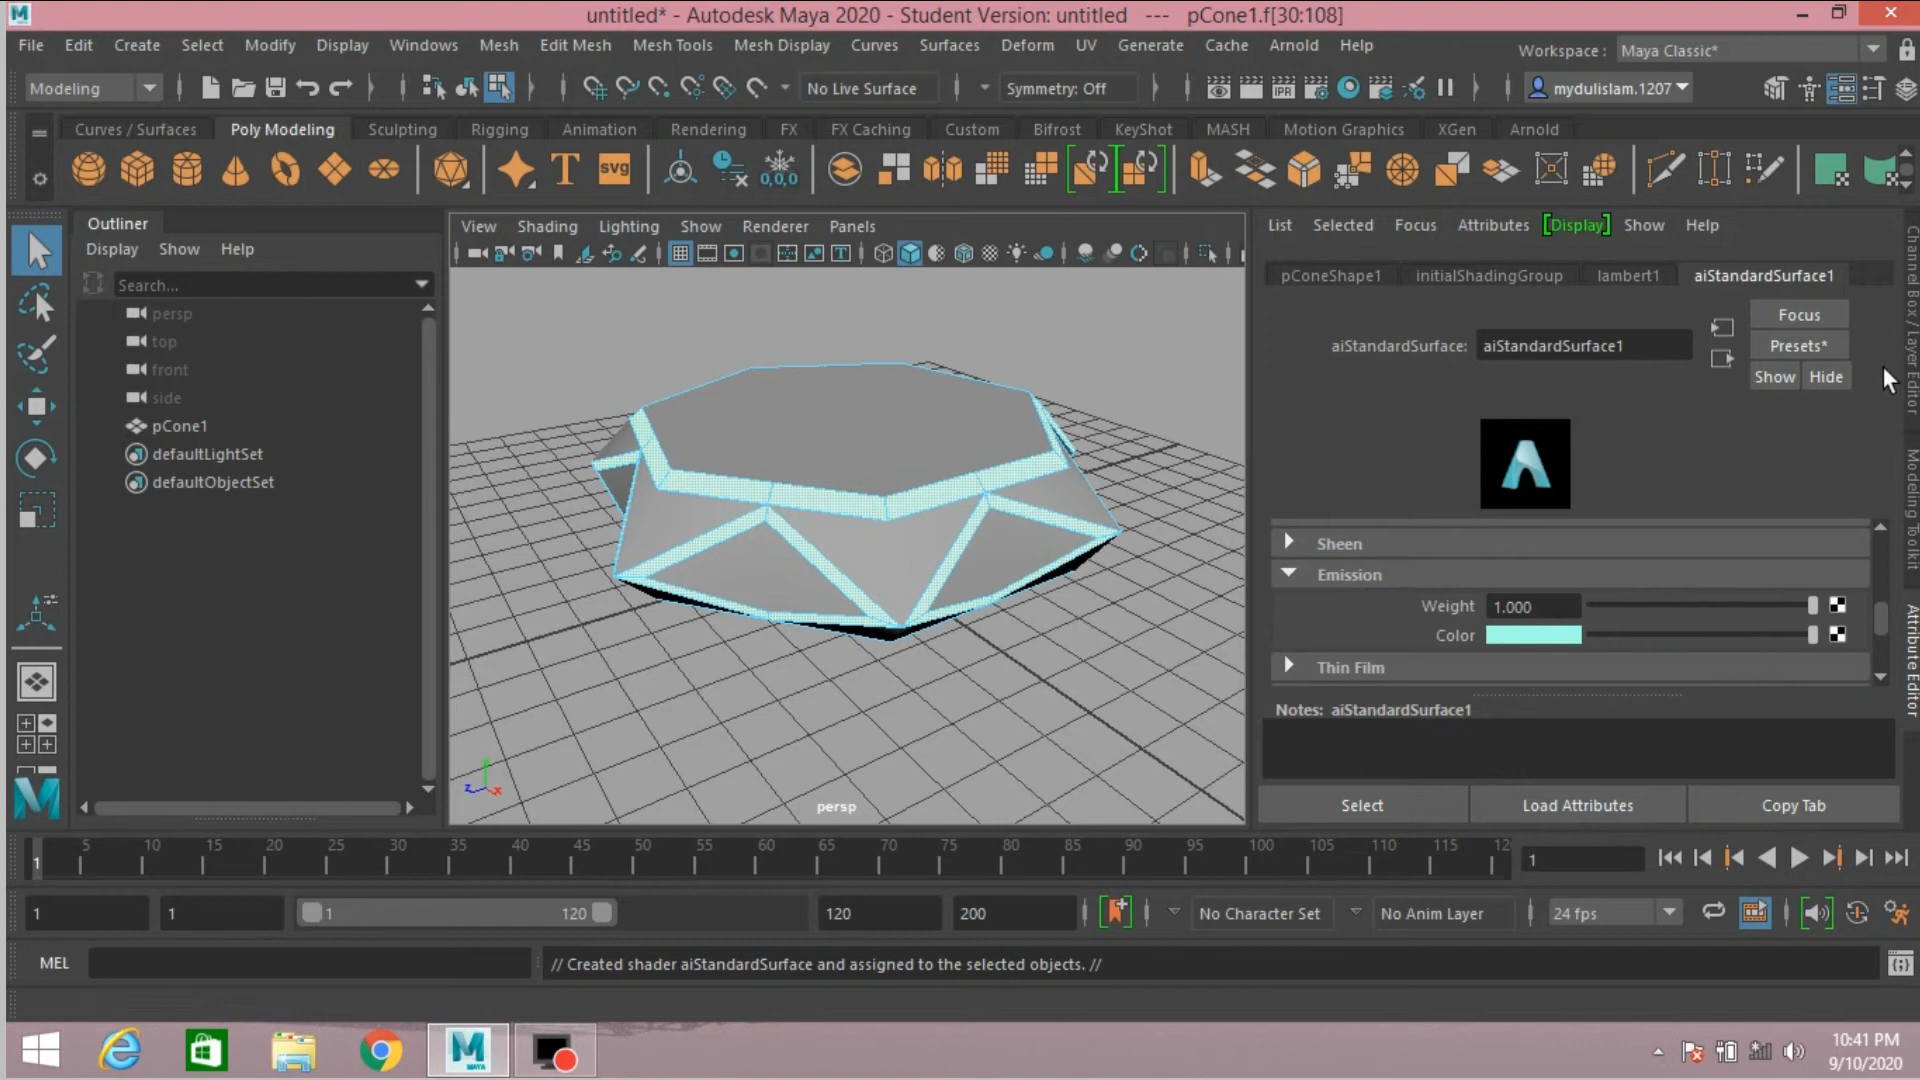 untitled* - Autodesk Maya 2020 - Student Version: untitled --- pCone1.f[30:108]
File Edit Create Select Modify Display Windows Mesh Edit Mesh Mesh Tools Mesh Display Curves Surfaces Deform UV Generate Cache Arnold Help
Workspace : Maya Classic*
Modeling No Live Surface Symmetry: Off mydulislam.1207
Curves / Surfaces Poly Modeling Sculpting Rigging Animation Rendering FX FX Caching Custom Bifrost KeyShot MASH Motion Graphics XGen Arnold
T svg 0,0,0
IPR
Outliner
Display Show Help
Search...
persp
top
front
side
pCone1
defaultLightSet
defaultObjectSet
View Shading Lighting Show Renderer Panels
persp
z x
List Selected Focus Attributes [Display] Show Help
pConeShape1 initialShadingGroup lambert1 aiStandardSurface1
Focus
aiStandardSurface: aiStandardSurface1
Presets*
Show Hide
Sheen
Emission
Weight 1.000
Color
Thin Film
Notes: aiStandardSurface1
Select Load Attributes Copy Tab
Channel Box / Layer Editor
Modeling Toolkit
Attribute Editor
1 5 10 15 20 25 30 35 40 45 50 55 60 65 70 75 80 85 90 95 100 105 110 115 12
1
1 1 1 120 120 200 No Character Set No Anim Layer 24 fps
MEL // Created shader aiStandardSurface and assigned to the selected objects. //
MAYA
10:41 PM
9/10/2020